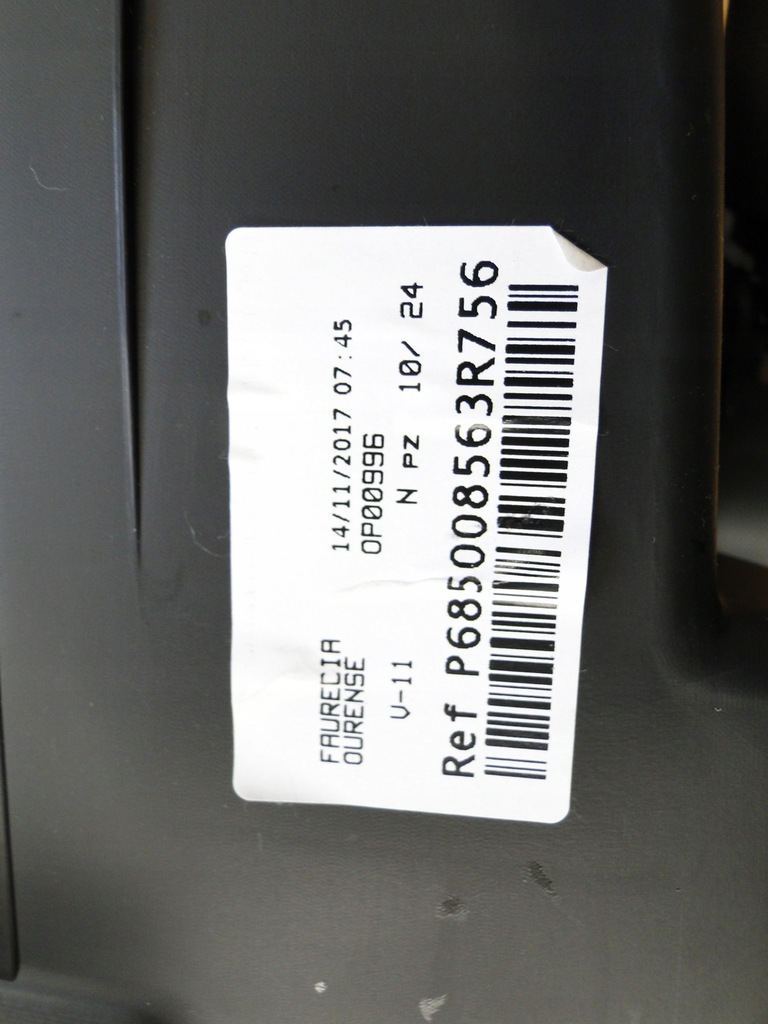 FAURECIA 14/11/2017 07:45
OURENSE OP00996
V-11 N PZ 10/ 24
Ref P685008563R756